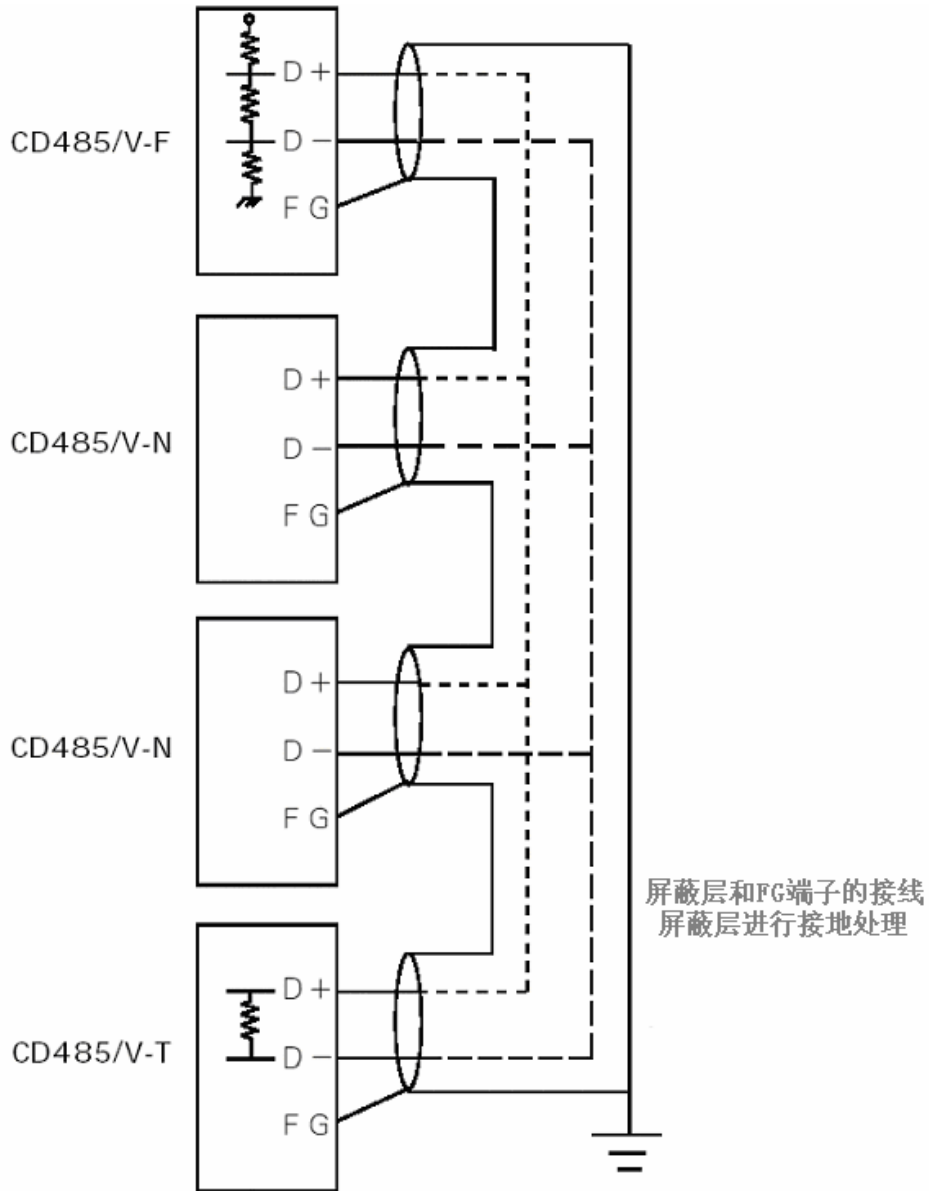 CD485/V-F
D+
D-
FG
CD485/V-N
D+
D-
FG
CD485/V-N
D+
D-
FG
屏蔽层和FG端子的接线
屏蔽层进行接地处理
CD485/V-T
D+
D-
FG